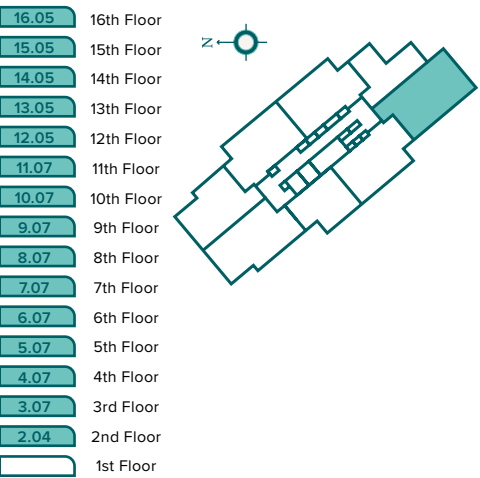 16.05 16th Floor
N
15.05 15th Floor
14.05 14th Floor
13.05 13th Floor
12.05 12th Floor
11.07 11th Floor
10.07 10th Floor
9.07 9th Floor
8.07 8th Floor
7.07 7th Floor
6.07 6th Floor
5.07 5th Floor
4.07 4th Floor
3.07 3rd Floor
2.04 2nd Floor
1st Floor